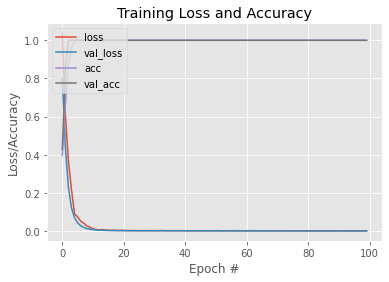 Training Loss and Accuracy
loss
val_loss
acc
val_acc
Loss/Accuracy
1.0
0.8
0.6
0.4
0.2
0.0
0 20 40 60 80 100
Epoch #